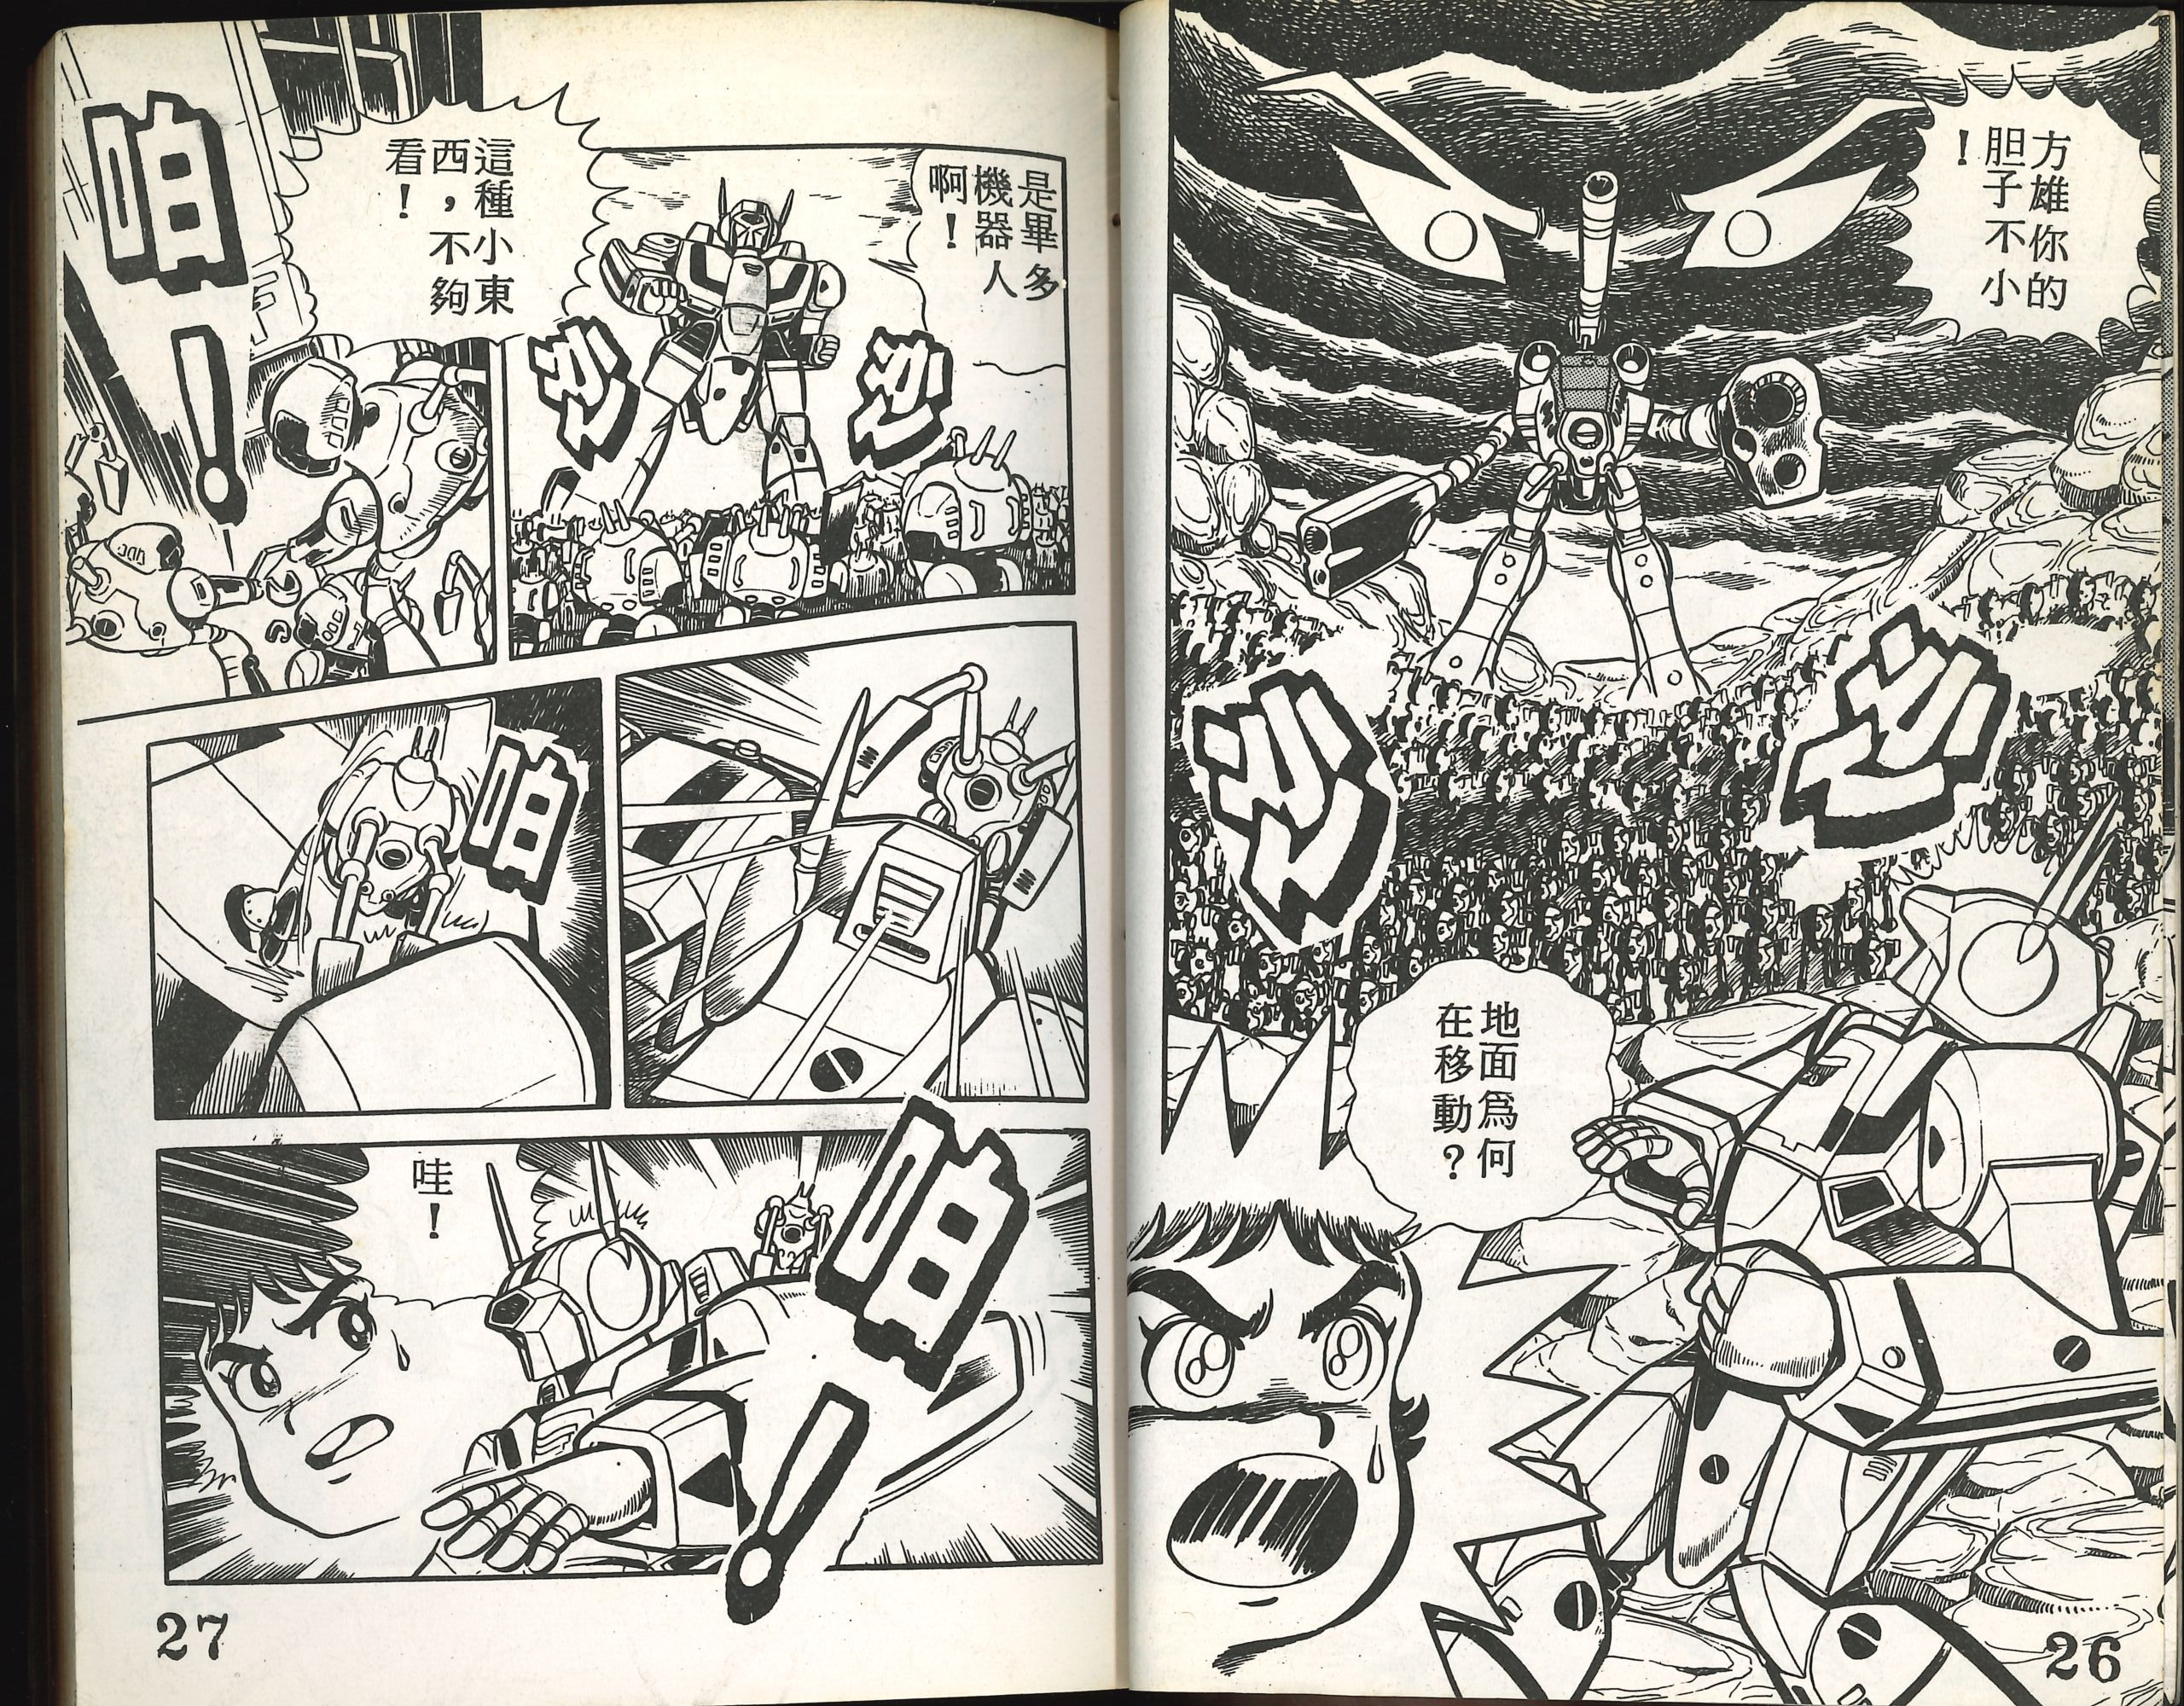 方雄你的
胆子不小
！
沙
沙
地面爲何
在移動？
26
是畢多
機器人
啊！
沙
沙
這種小東
西，不夠
看！
咱！
咱
咱！
哇！
27